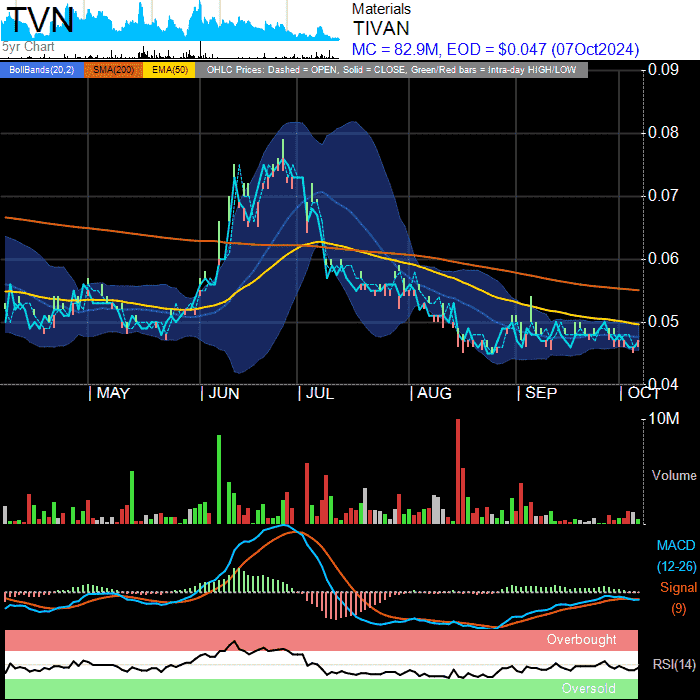 TVN
5yr Chart
Materials
TIVAN
MC = 82.9M, EOD = $0.047 (07Oct2024)
BollBands(20,2) SMA(200) EMA(50) OHLC Prices: Dashed = OPEN, Solid = CLOSE, Green/Red bars = Intra-day HIGH/LOW
0.09
0.08
0.07
0.06
0.05
0.04
MAY JUN JUL AUG SEP OCT
10M
Volume
MACD
(12-26)
Signal
(9)
Overbought
RSI(14)
Oversold